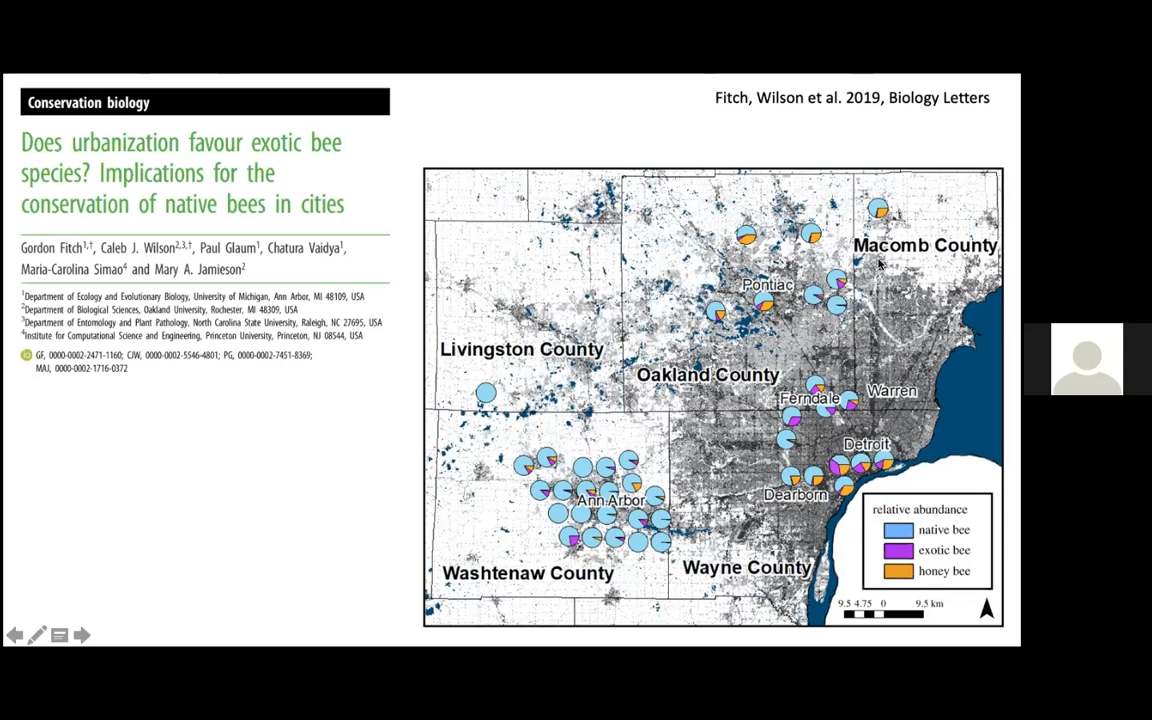 Conservation biology
Fitch, Wilson et al. 2019, Biology Letters
Does urbanization favour exotic bee
species? Implications for the
conservation of native bees in cities
Gordon Fitch1,†, Caleb J. Wilson2,3,†, Paul Glaum1, Chatura Vaidya1,
Maria-Carolina Simao4 and Mary A. Jamieson2
1Department of Ecology and Evolutionary Biology, University of Michigan, Ann Arbor, MI 48109, USA
2Department of Biological Sciences, Oakland University, Rochester, MI 48309, USA
3Department of Entomology and Plant Pathology, North Carolina State University, Raleigh, NC 27695, USA
4Institute for Computational Science and Engineering, Princeton University, Princeton, NJ 08544, USA
iD GF, 0000-0002-2471-1160; CJW, 0000-0002-5546-4801; PG, 0000-0002-7451-8369;
MAJ, 0000-0002-1716-0372
Macomb County
Pontiac
Livingston County
Oakland County
Ferndale
Warren
Detroit
Dearborn
Ann Arbor
Washtenaw County
Wayne County
relative abundance
native bee
exotic bee
honey bee
9.5 4.75 0 9.5 km